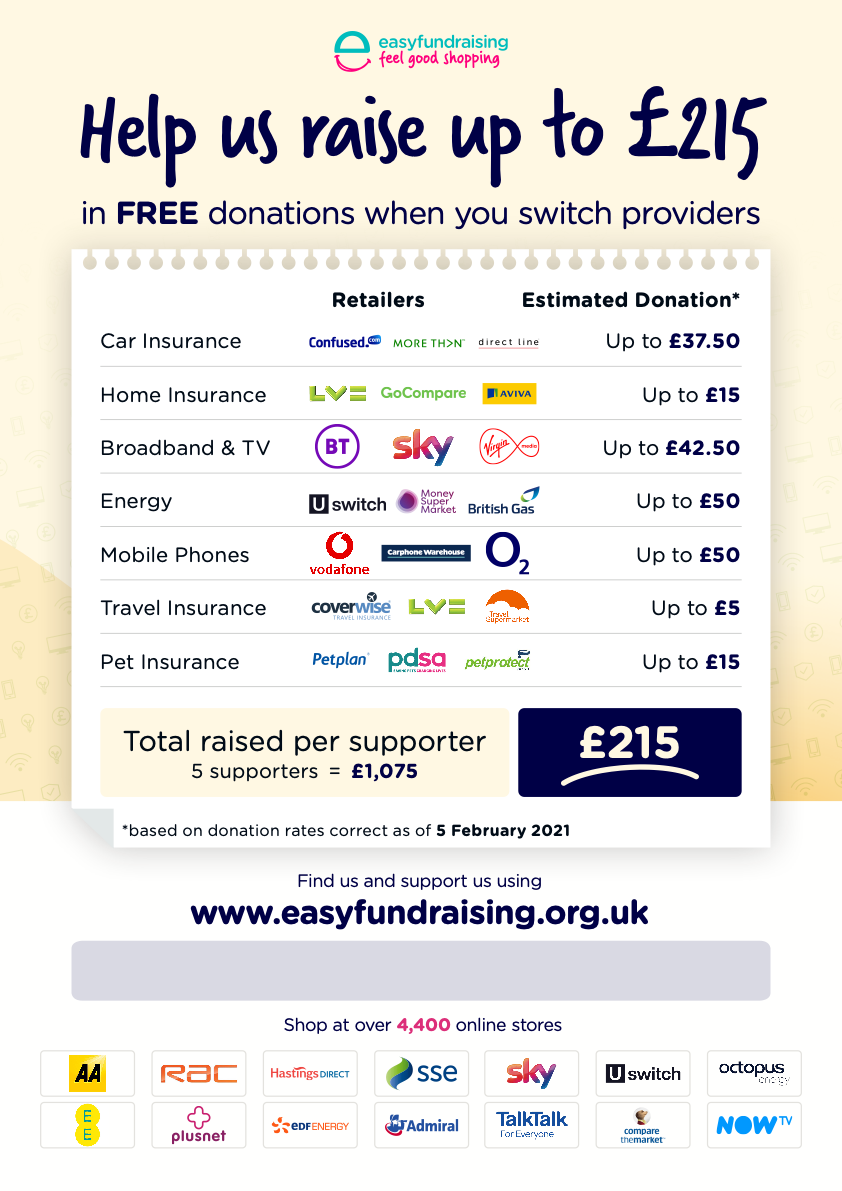 easyfundraising
feel good shopping
Help us raise up to £215
in FREE donations when you switch providers
Retailers Estimated Donation*
Car Insurance Confused.com MORE TH>N direct line Up to £37.50
Home Insurance LV= GoCompare AVIVA Up to £15
Broadband & TV BT sky Virgin media Up to £42.50
Energy Uswitch Money Super Market British Gas Up to £50
Mobile Phones vodafone Carphone Warehouse O2 Up to £50
Travel Insurance coverwise TRAVEL INSURANCE LV= Travel Supermarket Up to £5
Pet Insurance Petplan pdsa petprotect Up to £15
Total raised per supporter £215
5 supporters = £1,075
*based on donation rates correct as of 5 February 2021
Find us and support us using
www.easyfundraising.org.uk
Shop at over 4,400 online stores
AA RAC Hastings DIRECT sse sky Uswitch octopus energy
EE plusnet EDF ENERGY Admiral TalkTalk For Everyone compare themarket NOW TV